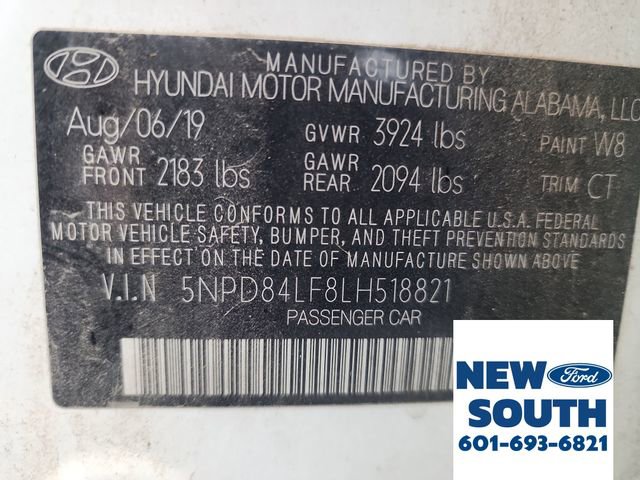 MANUFACTURED BY
HYUNDAI MOTOR MANUFACTURING ALABAMA, LLC
Aug/06/19 GVWR 3924 lbs PAINT W8
GAWR FRONT 2183 lbs GAWR REAR 2094 lbs TRIM CT
THIS VEHICLE CONFORMS TO ALL APPLICABLE U.S.A. FEDERAL
MOTOR VEHICLE SAFETY, BUMPER, AND THEFT PREVENTION STANDARDS
IN EFFECT ON THE DATE OF MANUFACTURE SHOWN ABOVE.
V.I.N 5NPD84LF8LH518821
PASSENGER CAR
NEW Ford
SOUTH
601-693-6821